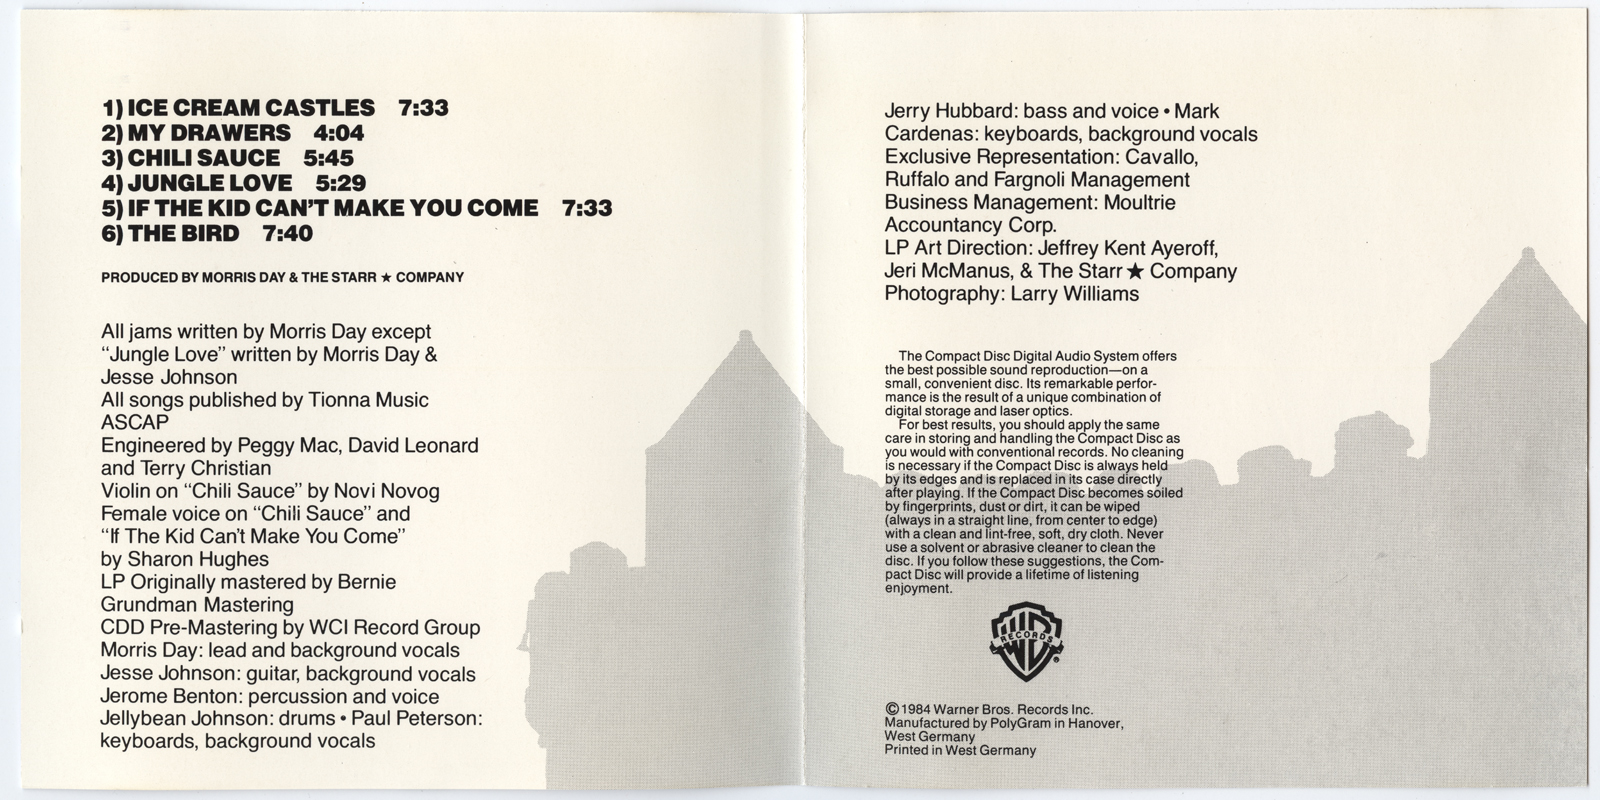 1) ICE CREAM CASTLES 7:33
2) MY DRAWERS 4:04
3) CHILI SAUCE 5:45
4) JUNGLE LOVE 5:29
5) IF THE KID CAN'T MAKE YOU COME 7:33
6) THE BIRD 7:40
PRODUCED BY MORRIS DAY & THE STARR ★ COMPANY
All jams written by Morris Day except
“Jungle Love” written by Morris Day &
Jesse Johnson
All songs published by Tionna Music
ASCAP
Engineered by Peggy Mac, David Leonard
and Terry Christian
Violin on “Chili Sauce” by Novi Novog
Female voice on “Chili Sauce” and
“If The Kid Can't Make You Come”
by Sharon Hughes
LP Originally mastered by Bernie
Grundman Mastering
CDD Pre-Mastering by WCI Record Group
Morris Day: lead and background vocals
Jesse Johnson: guitar, background vocals
Jerome Benton: percussion and voice
Jellybean Johnson: drums • Paul Peterson:
keyboards, background vocals
Jerry Hubbard: bass and voice • Mark
Cardenas: keyboards, background vocals
Exclusive Representation: Cavallo,
Ruffalo and Fargnoli Management
Business Management: Moultrie
Accountancy Corp.
LP Art Direction: Jeffrey Kent Ayeroff,
Jeri McManus, & The Starr ★ Company
Photography: Larry Williams
The Compact Disc Digital Audio System offers
the best possible sound reproduction—on a
small, convenient disc. Its remarkable perfor-
mance is the result of a unique combination of
digital storage and laser optics.
For best results, you should apply the same
care in storing and handling the Compact Disc as
you would with conventional records. No cleaning
is necessary if the Compact Disc is always held
by its edges and is replaced in its case directly
after playing. If the Compact Disc becomes soiled
by fingerprints, dust or dirt, it can be wiped
(always in a straight line, from center to edge)
with a clean and lint-free, soft, dry cloth. Never
use a solvent or abrasive cleaner to clean the
disc. If you follow these suggestions, the Com-
pact Disc will provide a lifetime of listening
enjoyment.
WB RECORDS ®
©1984 Warner Bros. Records Inc.
Manufactured by PolyGram in Hanover,
West Germany
Printed in West Germany